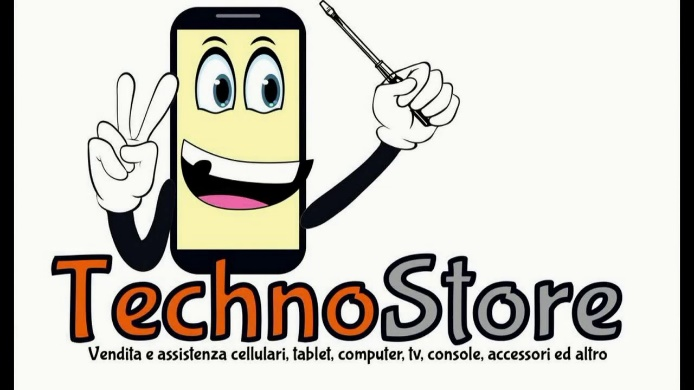 TechnoStore
Vendita e assistenza cellulari, tablet, computer, tv, console, accessori ed altro